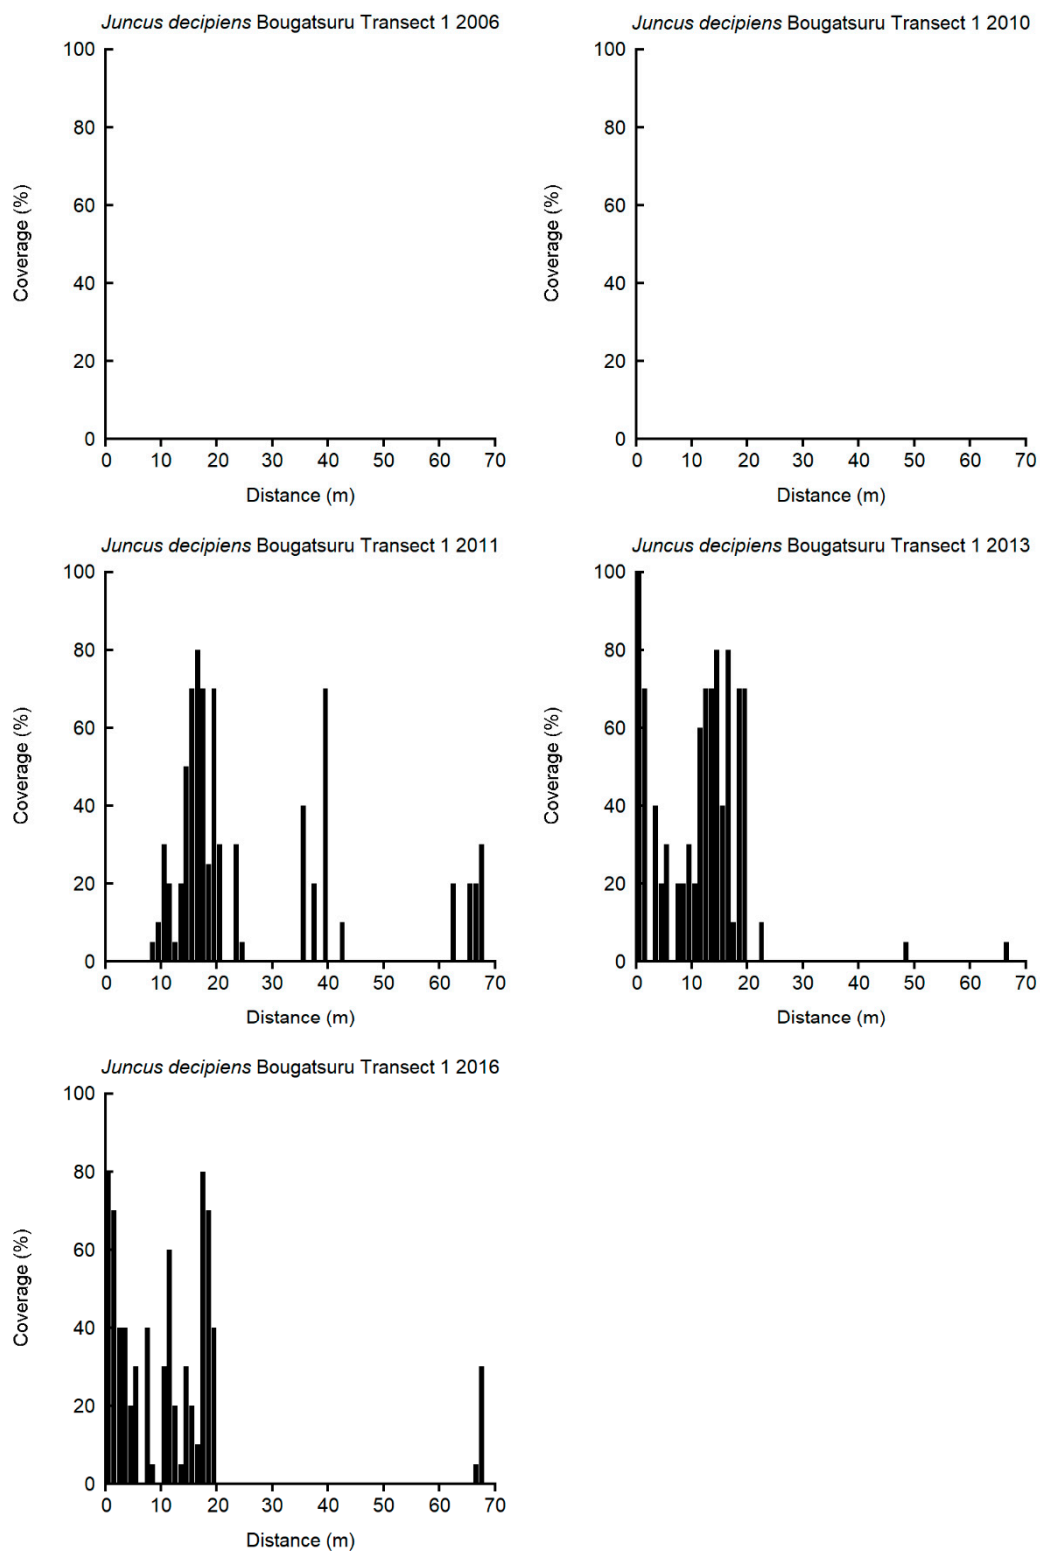 Juncus decipiens Bougatsuru Transect 1 2006
100
80
60
40
20
0
Coverage (%)
0 10 20 30 40 50 60 70
Distance (m)
Juncus decipiens Bougatsuru Transect 1 2010
100
80
60
40
20
0
Coverage (%)
0 10 20 30 40 50 60 70
Distance (m)
Juncus decipiens Bougatsuru Transect 1 2011
100
80
60
40
20
0
Coverage (%)
0 10 20 30 40 50 60 70
Distance (m)
Juncus decipiens Bougatsuru Transect 1 2013
100
80
60
40
20
0
Coverage (%)
0 10 20 30 40 50 60 70
Distance (m)
Juncus decipiens Bougatsuru Transect 1 2016
100
80
60
40
20
0
Coverage (%)
0 10 20 30 40 50 60 70
Distance (m)